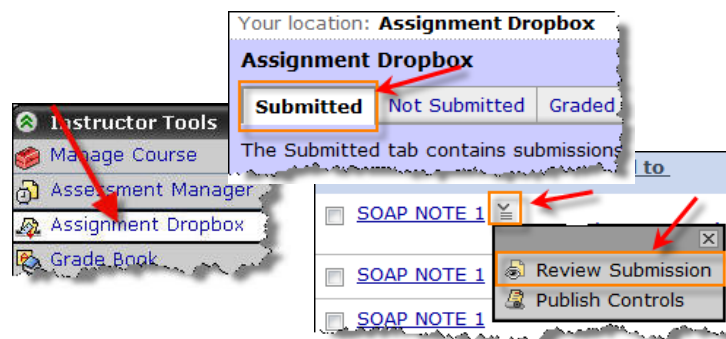 Your location: Assignment Dropbox
Assignment Dropbox
Submitted Not Submitted Graded
The Submitted tab contains submissions
Instructor Tools
Manage Course
Assessment Manager
Assignment Dropbox
Grade Book
to
SOAP NOTE 1
Review Submission
SOAP NOTE 1
Publish Controls
SOAP NOTE 1